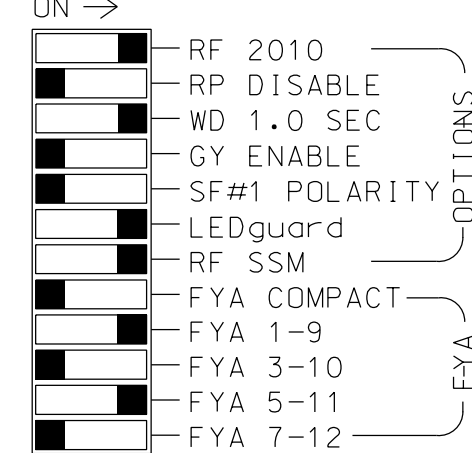 ON →
RF 2010
RP DISABLE
WD 1.0 SEC
GY ENABLE
SF#1 POLARITY
LEDguard
RF SSM
OPTIONS
FYA COMPACT
FYA 1-9
FYA 3-10
FYA 5-11
FYA 7-12
FYA